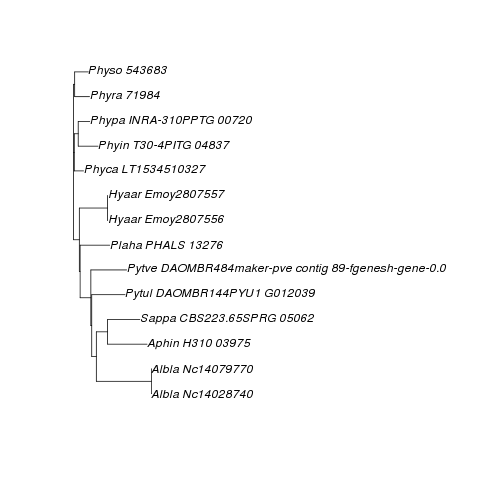 Physo 543683
Phyra 71984
Phypa INRA-310PPTG 00720
Phyin T30-4PITG 04837
Phyca LT1534510327
Hyaar Emoy2807557
Hyaar Emoy2807556
Plaha PHALS 13276
Pytve DAOMBR484maker-pve contig 89-fgenesh-gene-0.0
Pytul DAOMBR144PYU1 G012039
Sappa CBS223.65SPRG 05062
Aphin H310 03975
Albla Nc14079770
Albla Nc14028740